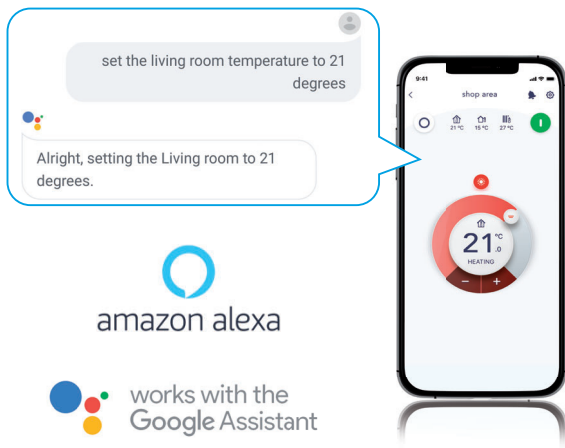 set the living room temperature to 21
degrees
Alright, setting the Living room to 21
degrees.
amazon alexa
works with the
Google Assistant
9:41
shop area
21 °C 15 °C 27 °C
21 °C
.0
HEATING
− +